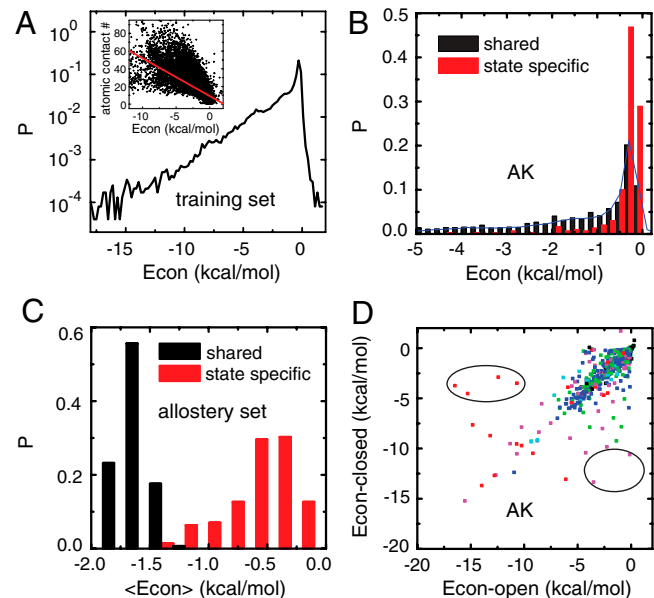 A
10⁰
10⁻¹
10⁻²
10⁻³
10⁻⁴
P
atomic contact #
80
60
40
20
0
-10 -5 0
Econ (kcal/mol)
training set
-15 -10 -5 0
Econ (kcal/mol)
B
0.5
0.4
0.3
0.2
0.1
0.0
P
shared
state specific
AK
-5 -4 -3 -2 -1 0
Econ (kcal/mol)
C
0.6
0.3
0.0
P
shared
state specific
allostery set
-2.0 -1.5 -1.0 -0.5 0.0
<Econ> (kcal/mol)
D
0
-5
-10
-15
-20
Econ-closed (kcal/mol)
AK
-20 -15 -10 -5 0
Econ-open (kcal/mol)